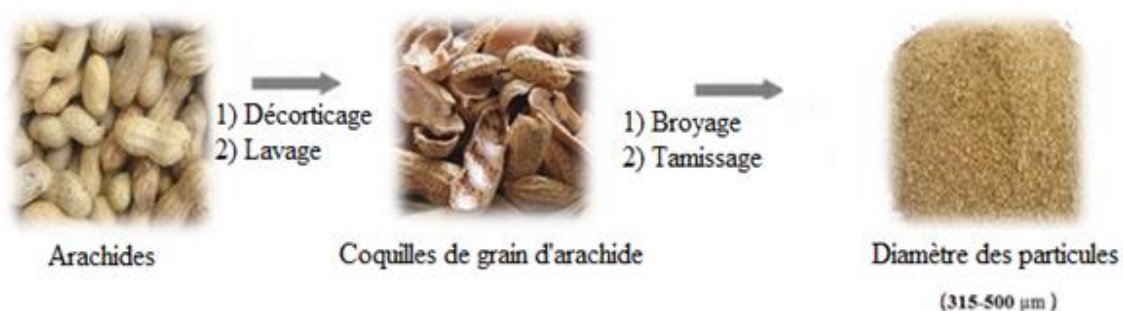 1) Décorticage
2) Lavage
1) Broyage
2) Tamissage
Arachides
Coquilles de grain d'arachide
Diamètre des particules
(315-500 µm )